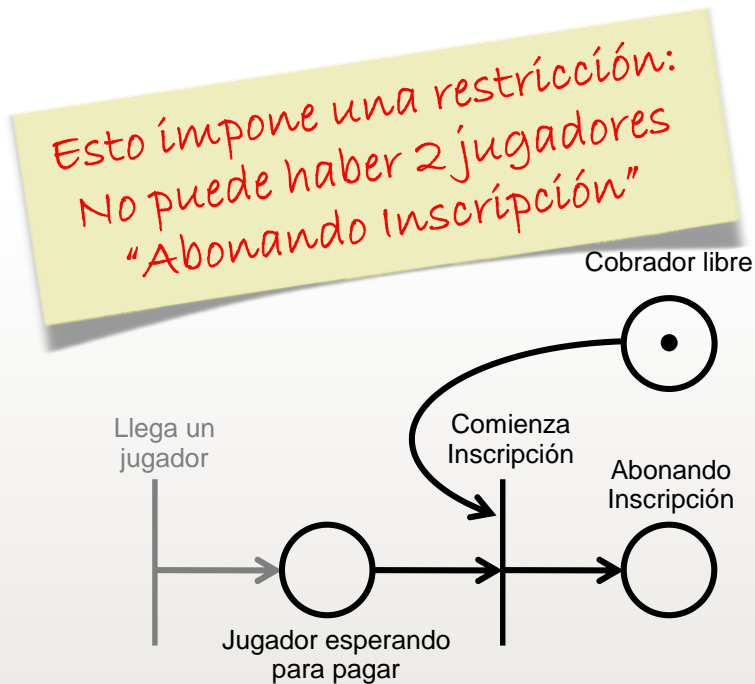 Esto impone una restricción:
No puede haber 2 jugadores
“Abonando Inscripción”
Cobrador libre
Llega un
jugador
Comienza
Inscripción
Abonando
Inscripción
Jugador esperando
para pagar